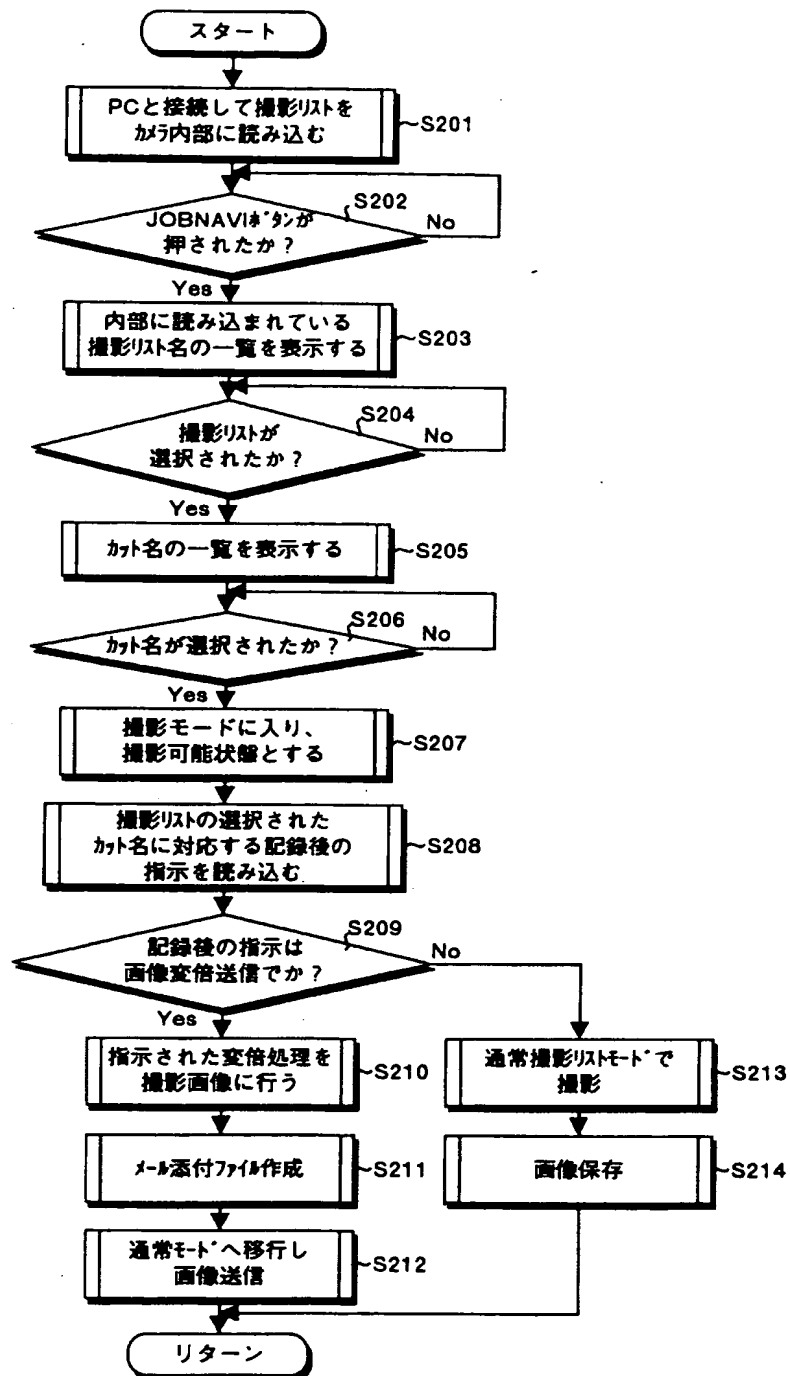 スタート
PCと接続して撮影リストを
カメラ内部に読み込む
S201
S202
JOBNAVIボタンが
押されたか？
No
Yes
内部に読み込まれている
撮影リスト名の一覧を表示する
S203
S204
撮影リストが
選択されたか？
No
Yes
カット名の一覧を表示する
S205
S206
カット名が選択されたか？
No
Yes
撮影モードに入り、
撮影可能状態とする
S207
撮影リストの選択された
カット名に対応する記録後の
指示を読み込む
S208
S209
記録後の指示は
画像変倍送信でか？
No
Yes
指示された変倍処理を
撮影画像に行う
S210
通常撮影リストモードで
撮影
S213
メール添付ファイル作成
S211
画像保存
S214
通常モードへ移行し
画像送信
S212
リターン